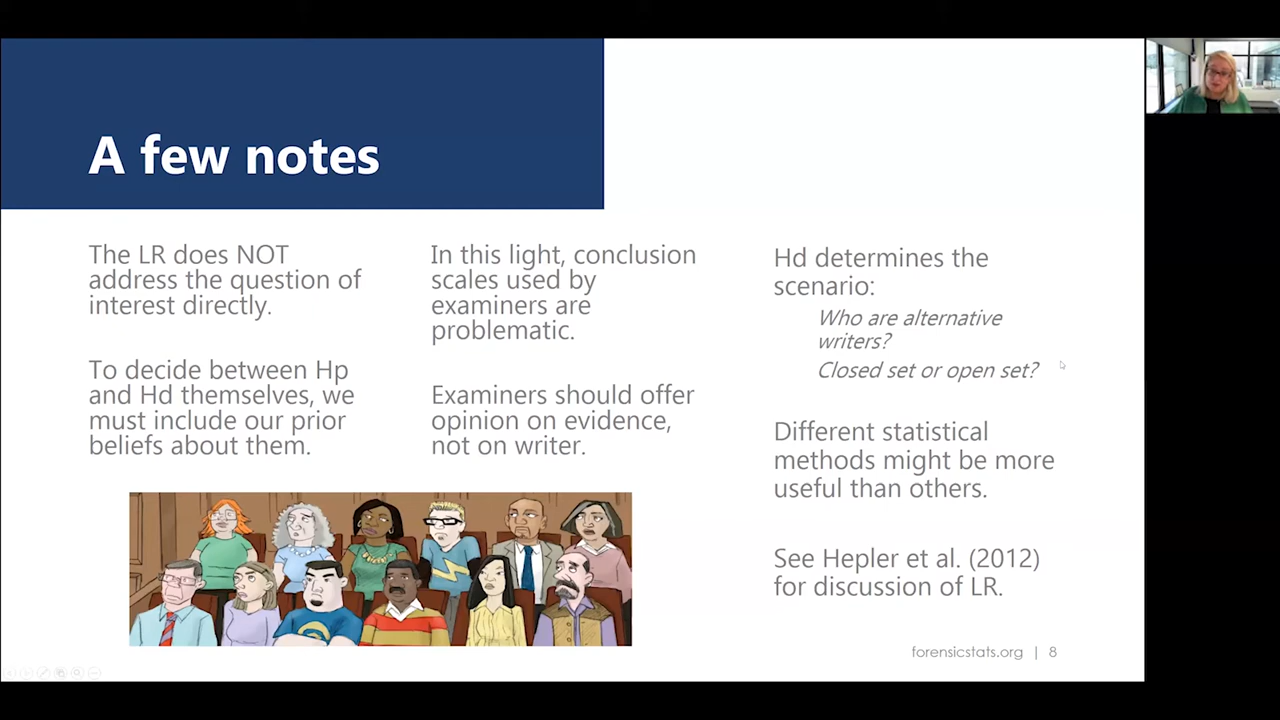 A few notes
The LR does NOT
address the question of
interest directly.
To decide between Hp
and Hd themselves, we
must include our prior
beliefs about them.
In this light, conclusion
scales used by
examiners are
problematic.
Examiners should offer
opinion on evidence,
not on writer.
Hd determines the
scenario:
Who are alternative
writers?
Closed set or open set?
Different statistical
methods might be more
useful than others.
See Hepler et al. (2012)
for discussion of LR.
forensicstats.org | 8